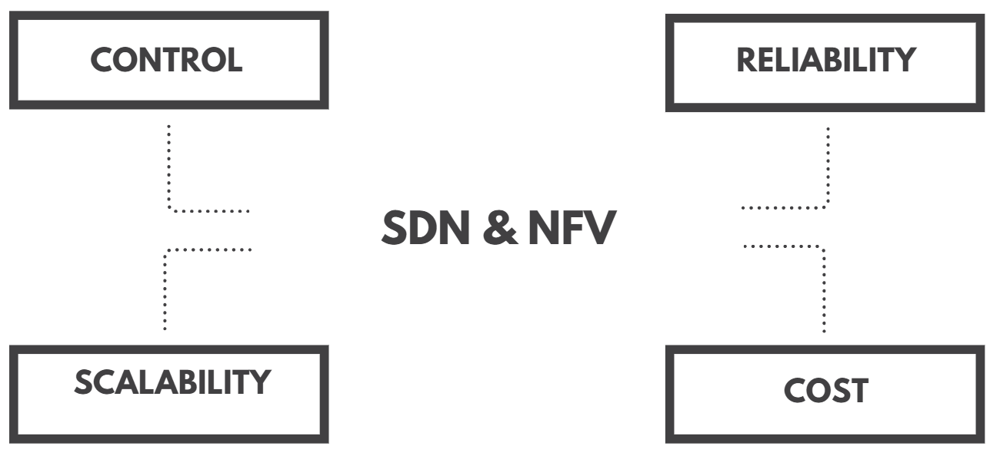 CONTROL
RELIABILITY
SDN & NFV
SCALABILITY
COST